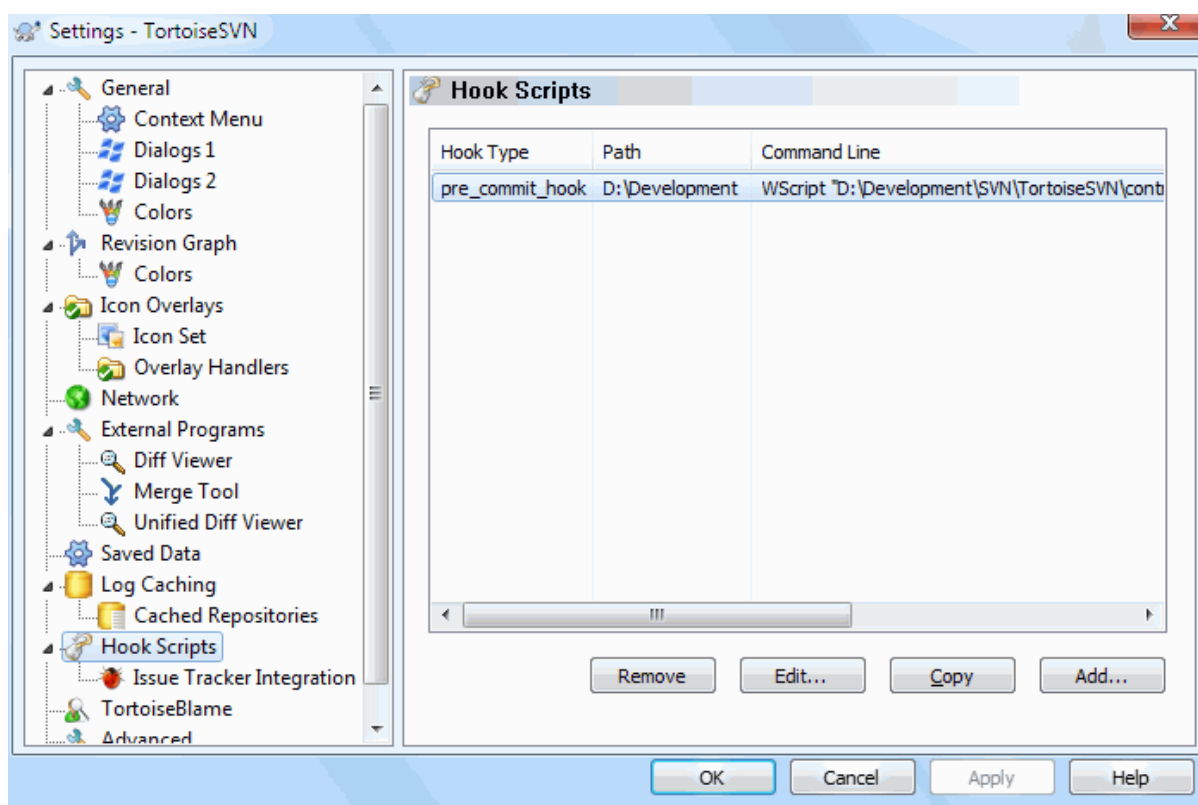 Settings - TortoiseSVN
General
Context Menu
Dialogs 1
Dialogs 2
Colors
Revision Graph
Colors
Icon Overlays
Icon Set
Overlay Handlers
Network
External Programs
Diff Viewer
Merge Tool
Unified Diff Viewer
Saved Data
Log Caching
Cached Repositories
Hook Scripts
Issue Tracker Integration
TortoiseBlame
Advanced
Hook Scripts
Hook Type Path Command Line
pre_commit_hook D:\Development WScript "D:\Development\SVN\TortoiseSVN\contr
Remove Edit... Copy Add...
OK Cancel Apply Help